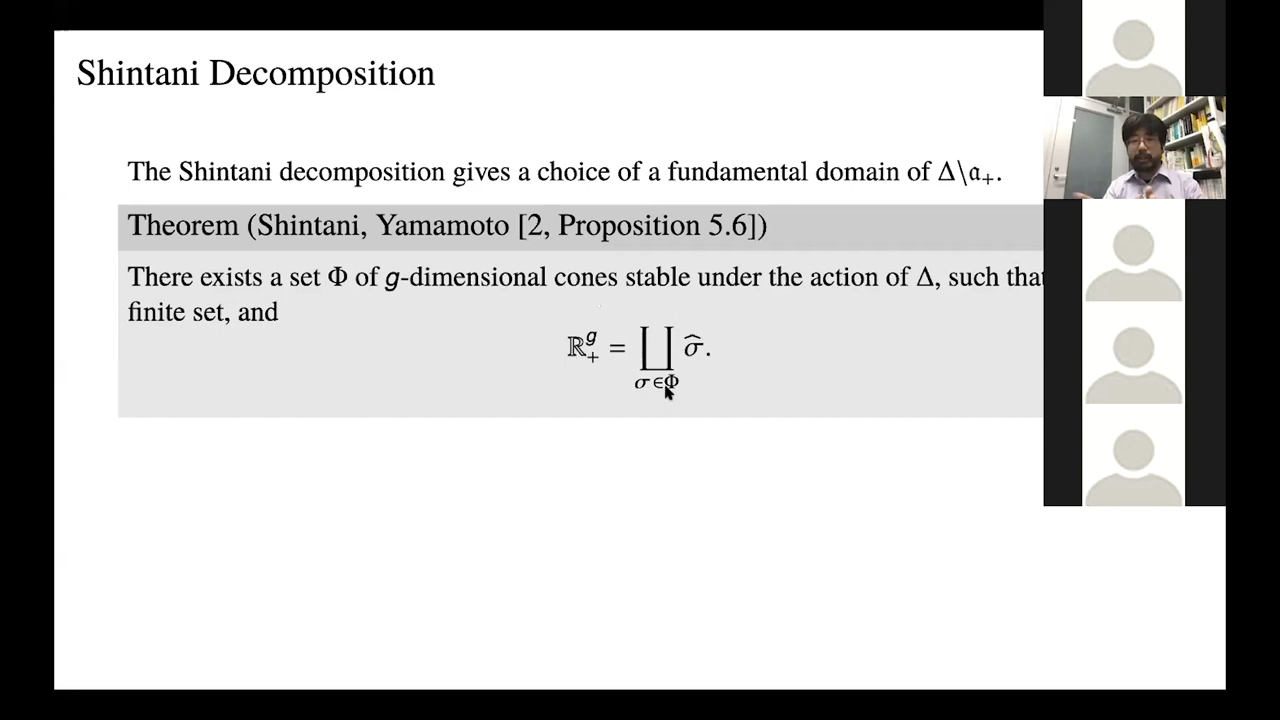 Shintani Decomposition
The Shintani decomposition gives a choice of a fundamental domain of Δ\𝔞₊.
Theorem (Shintani, Yamamoto [2, Proposition 5.6])
There exists a set Φ of g-dimensional cones stable under the action of Δ, such that
finite set, and
ℝ₊ᵍ = ∐_{σ∈Φ} σ̂.